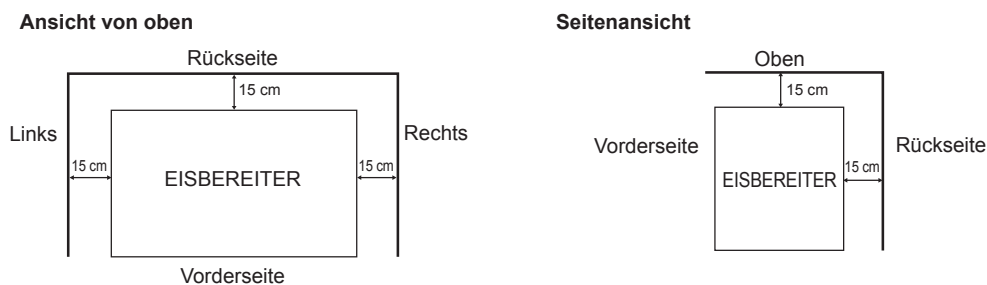 Ansicht von oben
Rückseite
15 cm
Links
Rechts
15 cm
EISBEREITER
15 cm
Vorderseite
Seitenansicht
Oben
15 cm
Vorderseite
Rückseite
EISBEREITER
15 cm